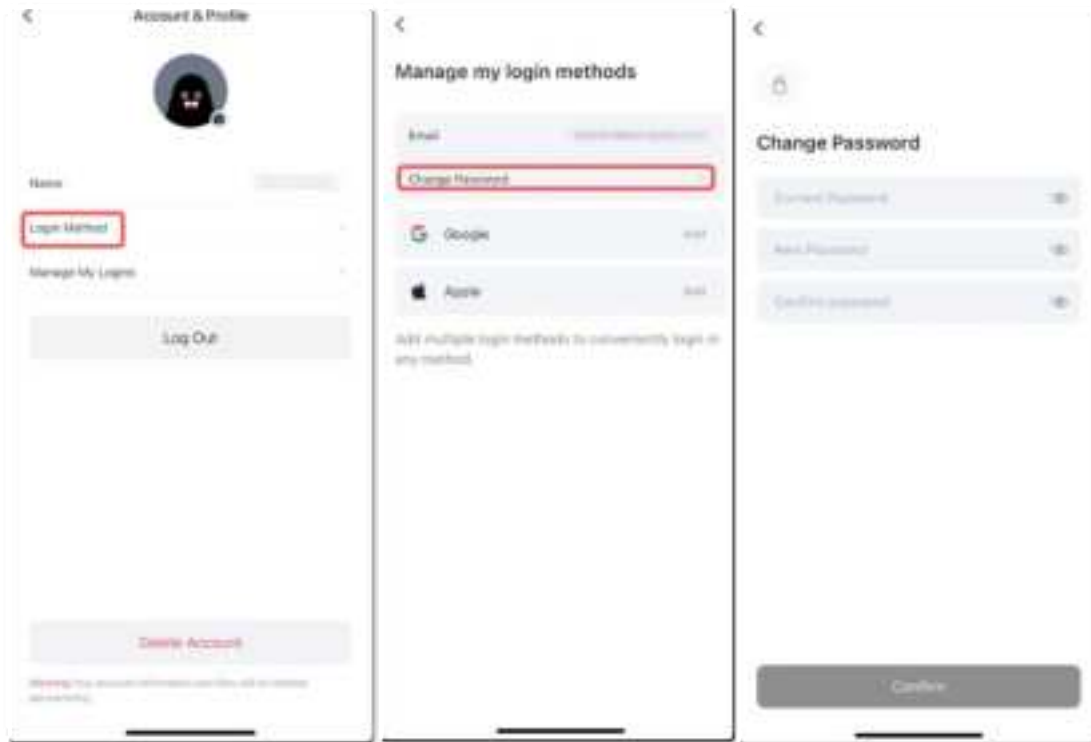 Account & Profile
Name
Login Method
Manage My Logins
Log Out
Delete Account
Manage my login methods
Email
Change Password
Google
Add
Apple
Add
Add multiple login methods to conveniently login in
any method.
Change Password
Current Password
New Password
Confirm password
Confirm